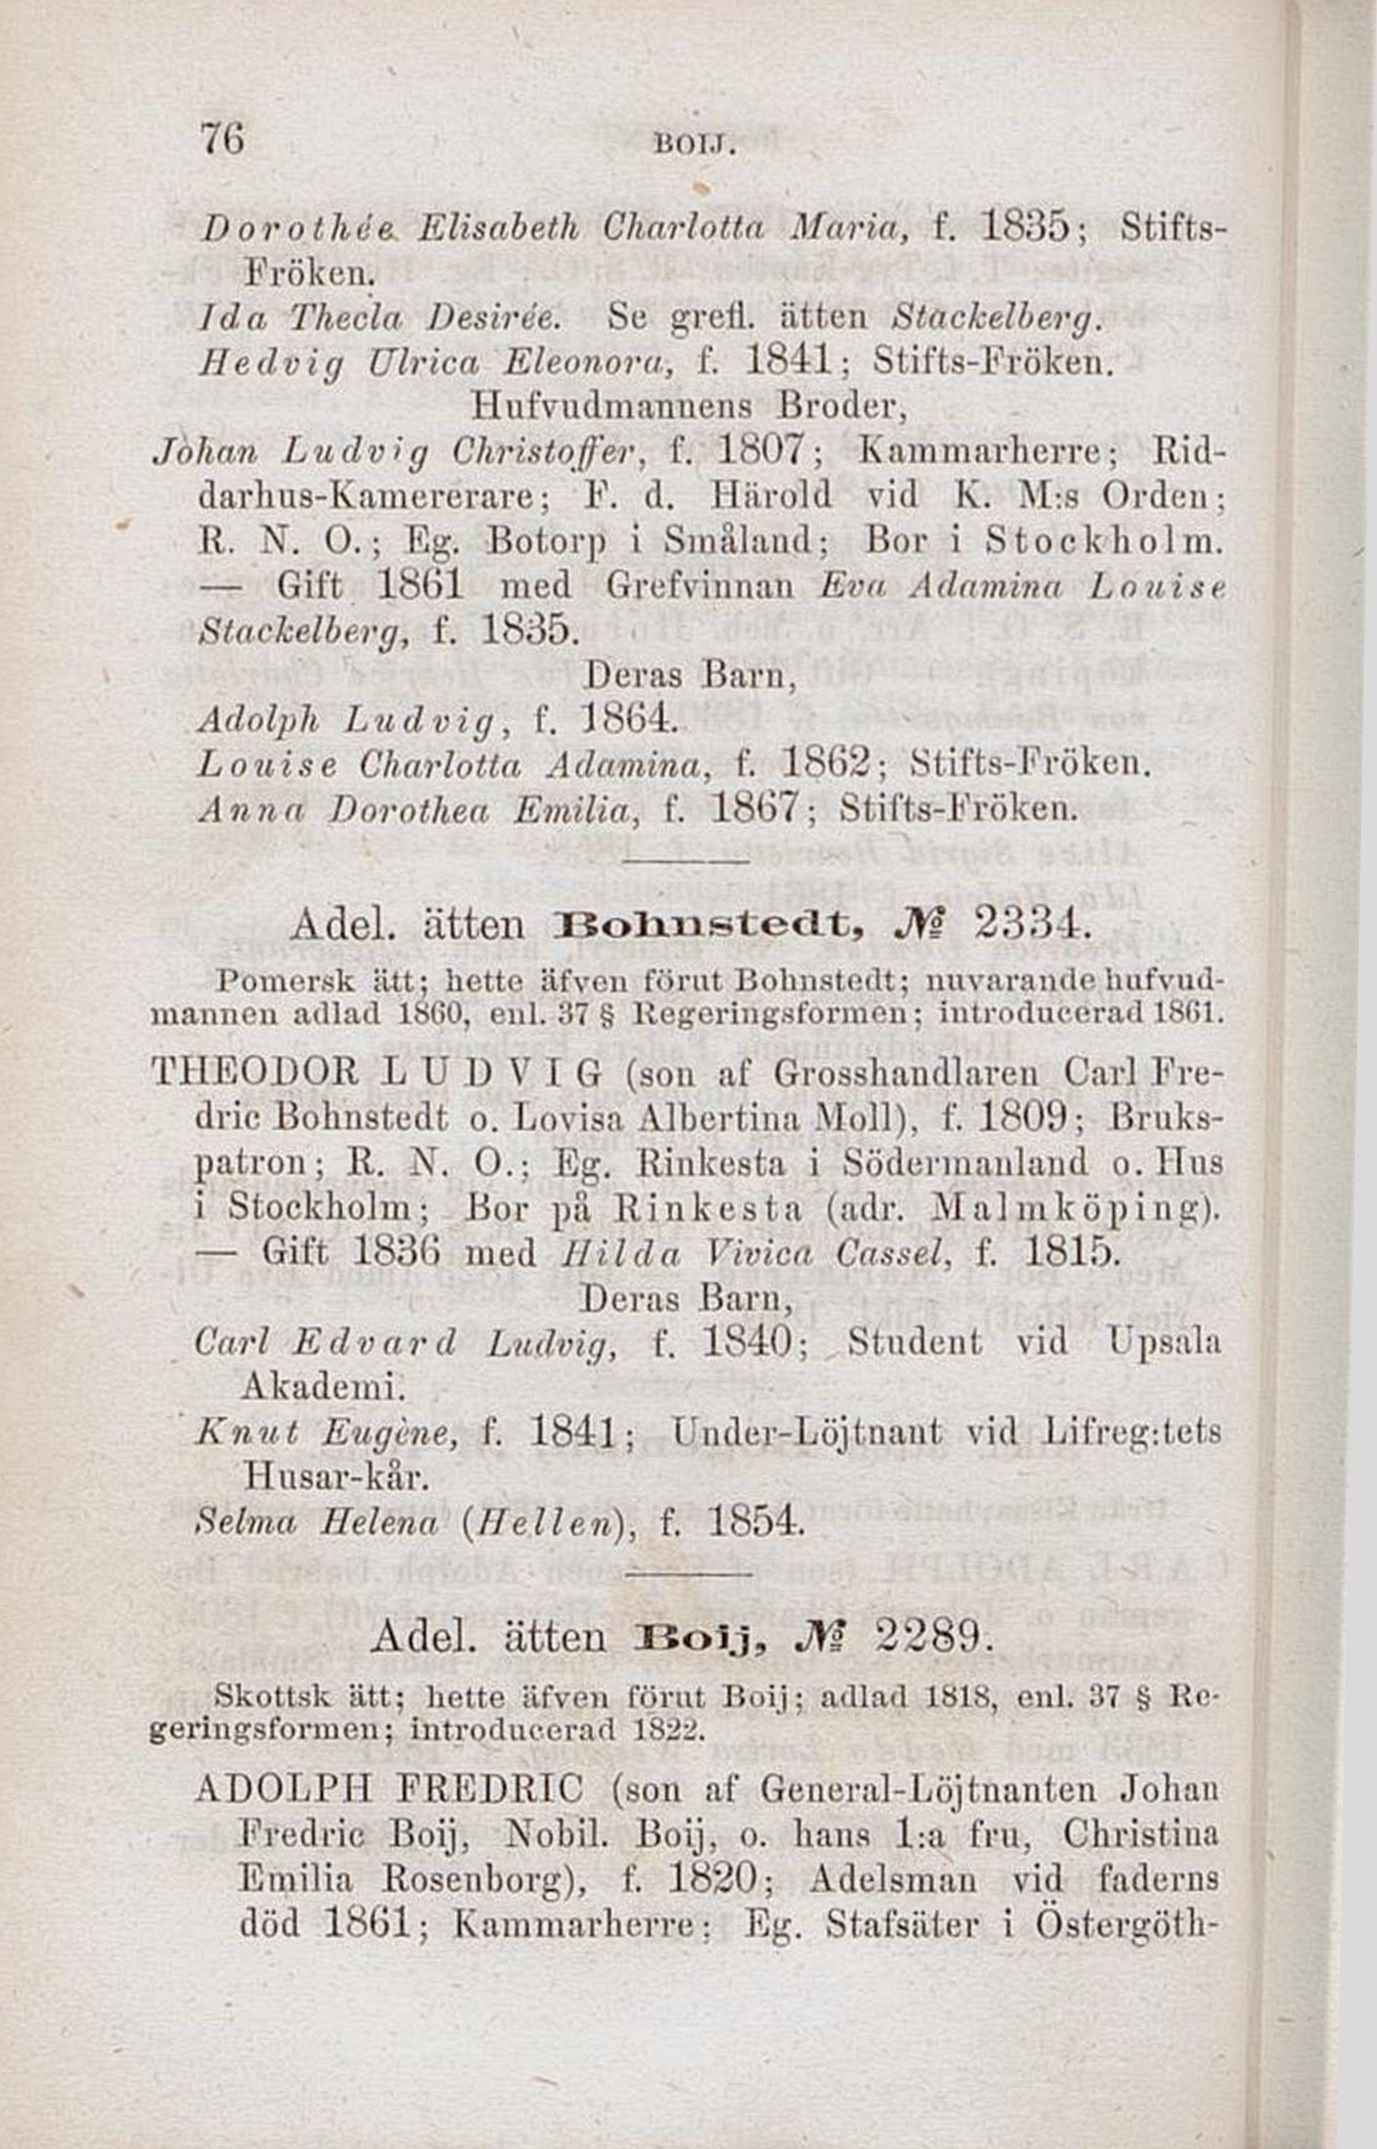 76 BOIJ.
Dorothée Elisabeth Charlotta Maria, f. 1835; Stifts-
Fröken.
Ida Thecla Desirée. Se grefl. ätten Stackelberg.
Hedvig Ulrica Eleonora, f. 1841; Stifts-Fröken.
Hufvudmannens Broder,
Johan Ludvig Christoffer, f. 1807; Kammarherre; Rid-
darhus-Kamererare; F. d. Härold vid K. M:s Orden;
R. N. O.; Eg. Botorp i Småland; Bor i Stockholm.
— Gift 1861 med Grefvinnan Eva Adamina Louise
Stackelberg, f. 1835.
Deras Barn,
Adolph Ludvig, f. 1864.
Louise Charlotta Adamina, f. 1862; Stifts-Fröken.
Anna Dorothea Emilia, f. 1867; Stifts-Fröken.
Adel. ätten Bohnstedt, № 2334.
Pomersk ätt; hette äfven förut Bohnstedt; nuvarande hufvud-
mannen adlad 1860, enl. 37 § Regeringsformen; introducerad 1861.
THEODOR LUDVIG (son af Grosshandlaren Carl Fre-
dric Bohnstedt o. Lovisa Albertina Moll), f. 1809; Bruks-
patron; R. N. O.; Eg. Rinkesta i Södermanland o. Hus
i Stockholm; Bor på Rinkesta (adr. Malmköping).
— Gift 1836 med Hilda Vivica Cassel, f. 1815.
Deras Barn,
Carl Edvard Ludvig, f. 1840; Student vid Upsala
Akademi.
Knut Eugène, f. 1841; Under-Löjtnant vid Lifreg:tets
Husar-kår.
Selma Helena (Hellen), f. 1854.
Adel. ätten Boij, № 2289.
Skottsk ätt; hette äfven förut Boij; adlad 1818, enl. 37 § Re-
geringsformen; introducerad 1822.
ADOLPH FREDRIC (son af General-Löjtnanten Johan
Fredric Boij, Nobil. Boij, o. hans 1:a fru, Christina
Emilia Rosenborg), f. 1820; Adelsman vid faderns
död 1861; Kammarherre; Eg. Stafsäter i Östergöth-